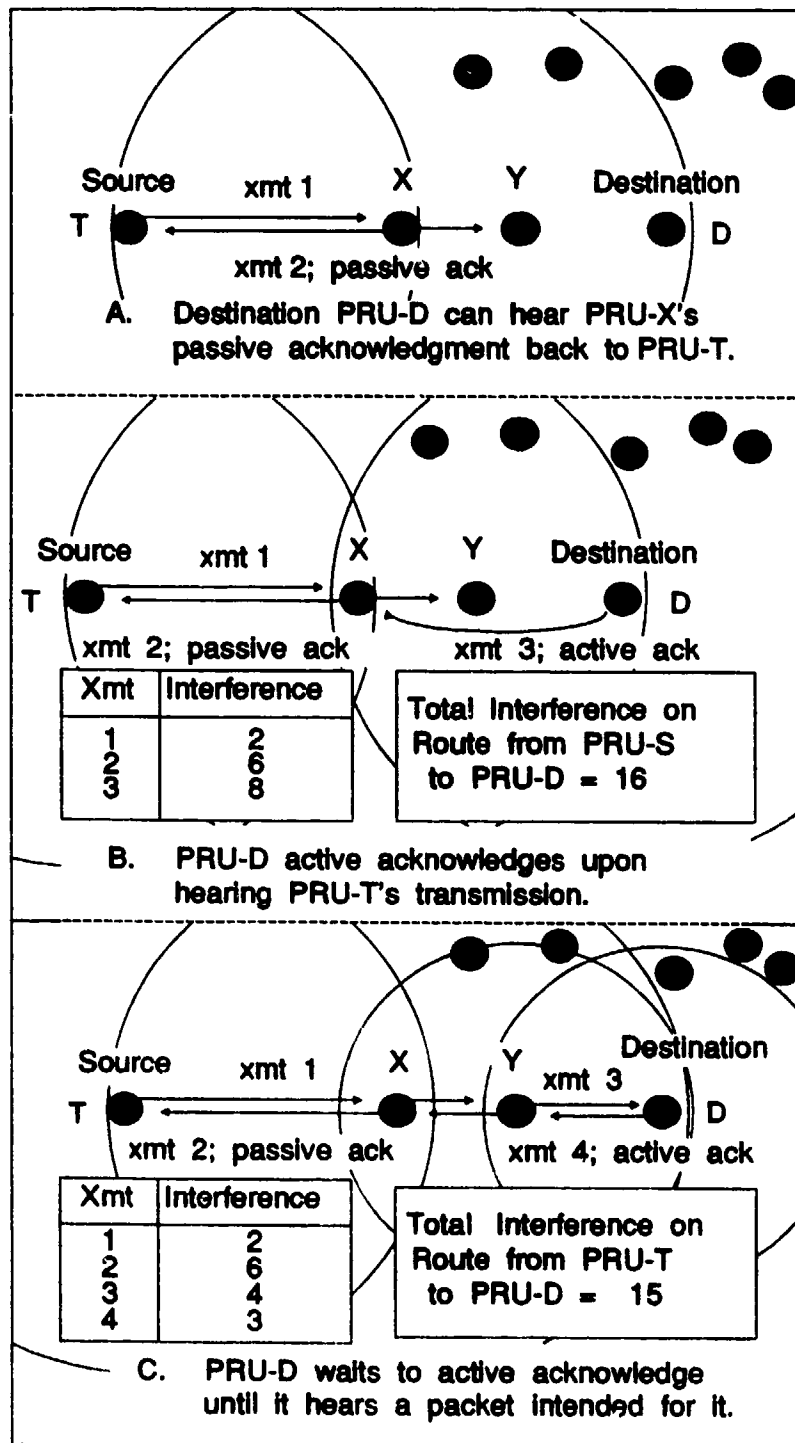 Source
xmt 1
X
Y
Destination
T
D
xmt 2; passive ack
A. Destination PRU-D can hear PRU-X's
passive acknowledgment back to PRU-T.
Source
xmt 1
X
Y
Destination
T
D
xmt 2; passive ack
xmt 3; active ack
Xmt Interference
1 2
2 6
3 8
Total Interference on
Route from PRU-S
to PRU-D = 16
B. PRU-D active acknowledges upon
hearing PRU-T's transmission.
Source
xmt 1
X
Y
Destination
xmt 3
T
D
xmt 2; passive ack
xmt 4; active ack
Xmt Interference
1 2
2 6
3 4
4 3
Total Interference on
Route from PRU-T
to PRU-D = 15
C. PRU-D waits to active acknowledge
until it hears a packet intended for it.